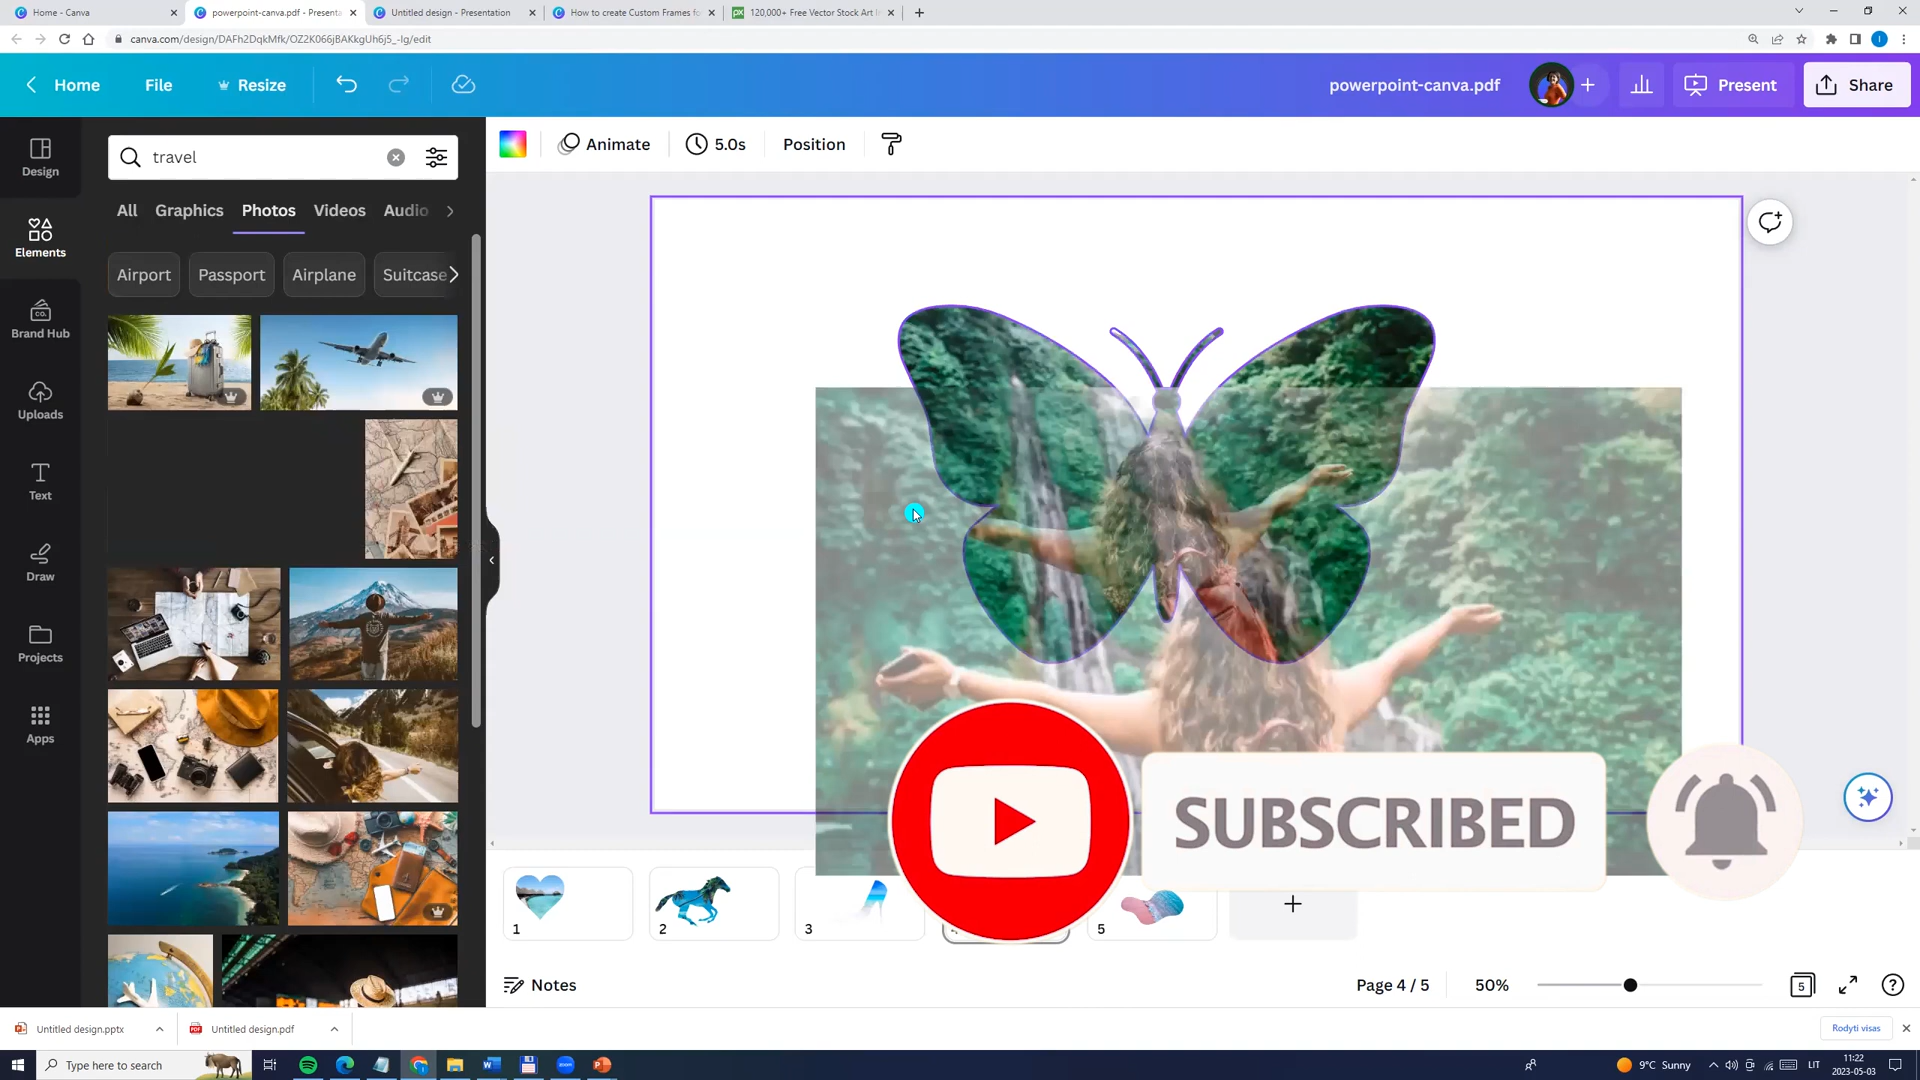 Home - Canva
powerpoint-canva.pdf - Presenta
Untitled design - Presentation
How to create Custom Frames fo
120,000+ Free Vector Stock Art I
canva.com/design/DAFh2DqkMfk/OZ2K066jBAKkgUh6j5_-Ig/edit
Home
File
Resize
powerpoint-canva.pdf
Present
Share
Design
Elements
Brand Hub
Uploads
Text
Draw
Projects
Apps
travel
All
Graphics
Photos
Videos
Audio
Airport
Passport
Airplane
Suitcase
Animate
5.0s
Position
SUBSCRIBED
1
2
3
5
Notes
Page 4 / 5
50%
5
Untitled design.pptx
Untitled design.pdf
Rodyti visas
Type here to search
9°C Sunny
LIT
11:22
2023-05-03